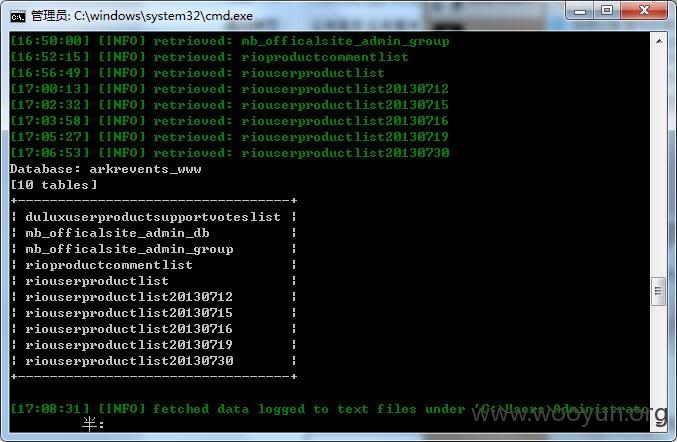 管理员: C:\windows\system32\cmd.exe
[16:50:00] [INFO] retrieved: mb_officalsite_admin_group
[16:52:15] [INFO] retrieved: rioproductcommentlist
[16:56:49] [INFO] retrieved: riouserproductlist
[17:00:13] [INFO] retrieved: riouserproductlist20130712
[17:02:32] [INFO] retrieved: riouserproductlist20130715
[17:03:58] [INFO] retrieved: riouserproductlist20130716
[17:05:27] [INFO] retrieved: riouserproductlist20130719
[17:06:53] [INFO] retrieved: riouserproductlist20130730
Database: arkrevents_www
[10 tables]
+----------------------------------+
| duluxuserproductsupportvoteslist |
| mb_officalsite_admin_db |
| mb_officalsite_admin_group |
| rioproductcommentlist |
| riouserproductlist |
| riouserproductlist20130712 |
| riouserproductlist20130715 |
| riouserproductlist20130716 |
| riouserproductlist20130719 |
| riouserproductlist20130730 |
+----------------------------------+
[17:08:31] [INFO] fetched data logged to text files under 'C:\Users\Administrato
半:
www.wooyun.org